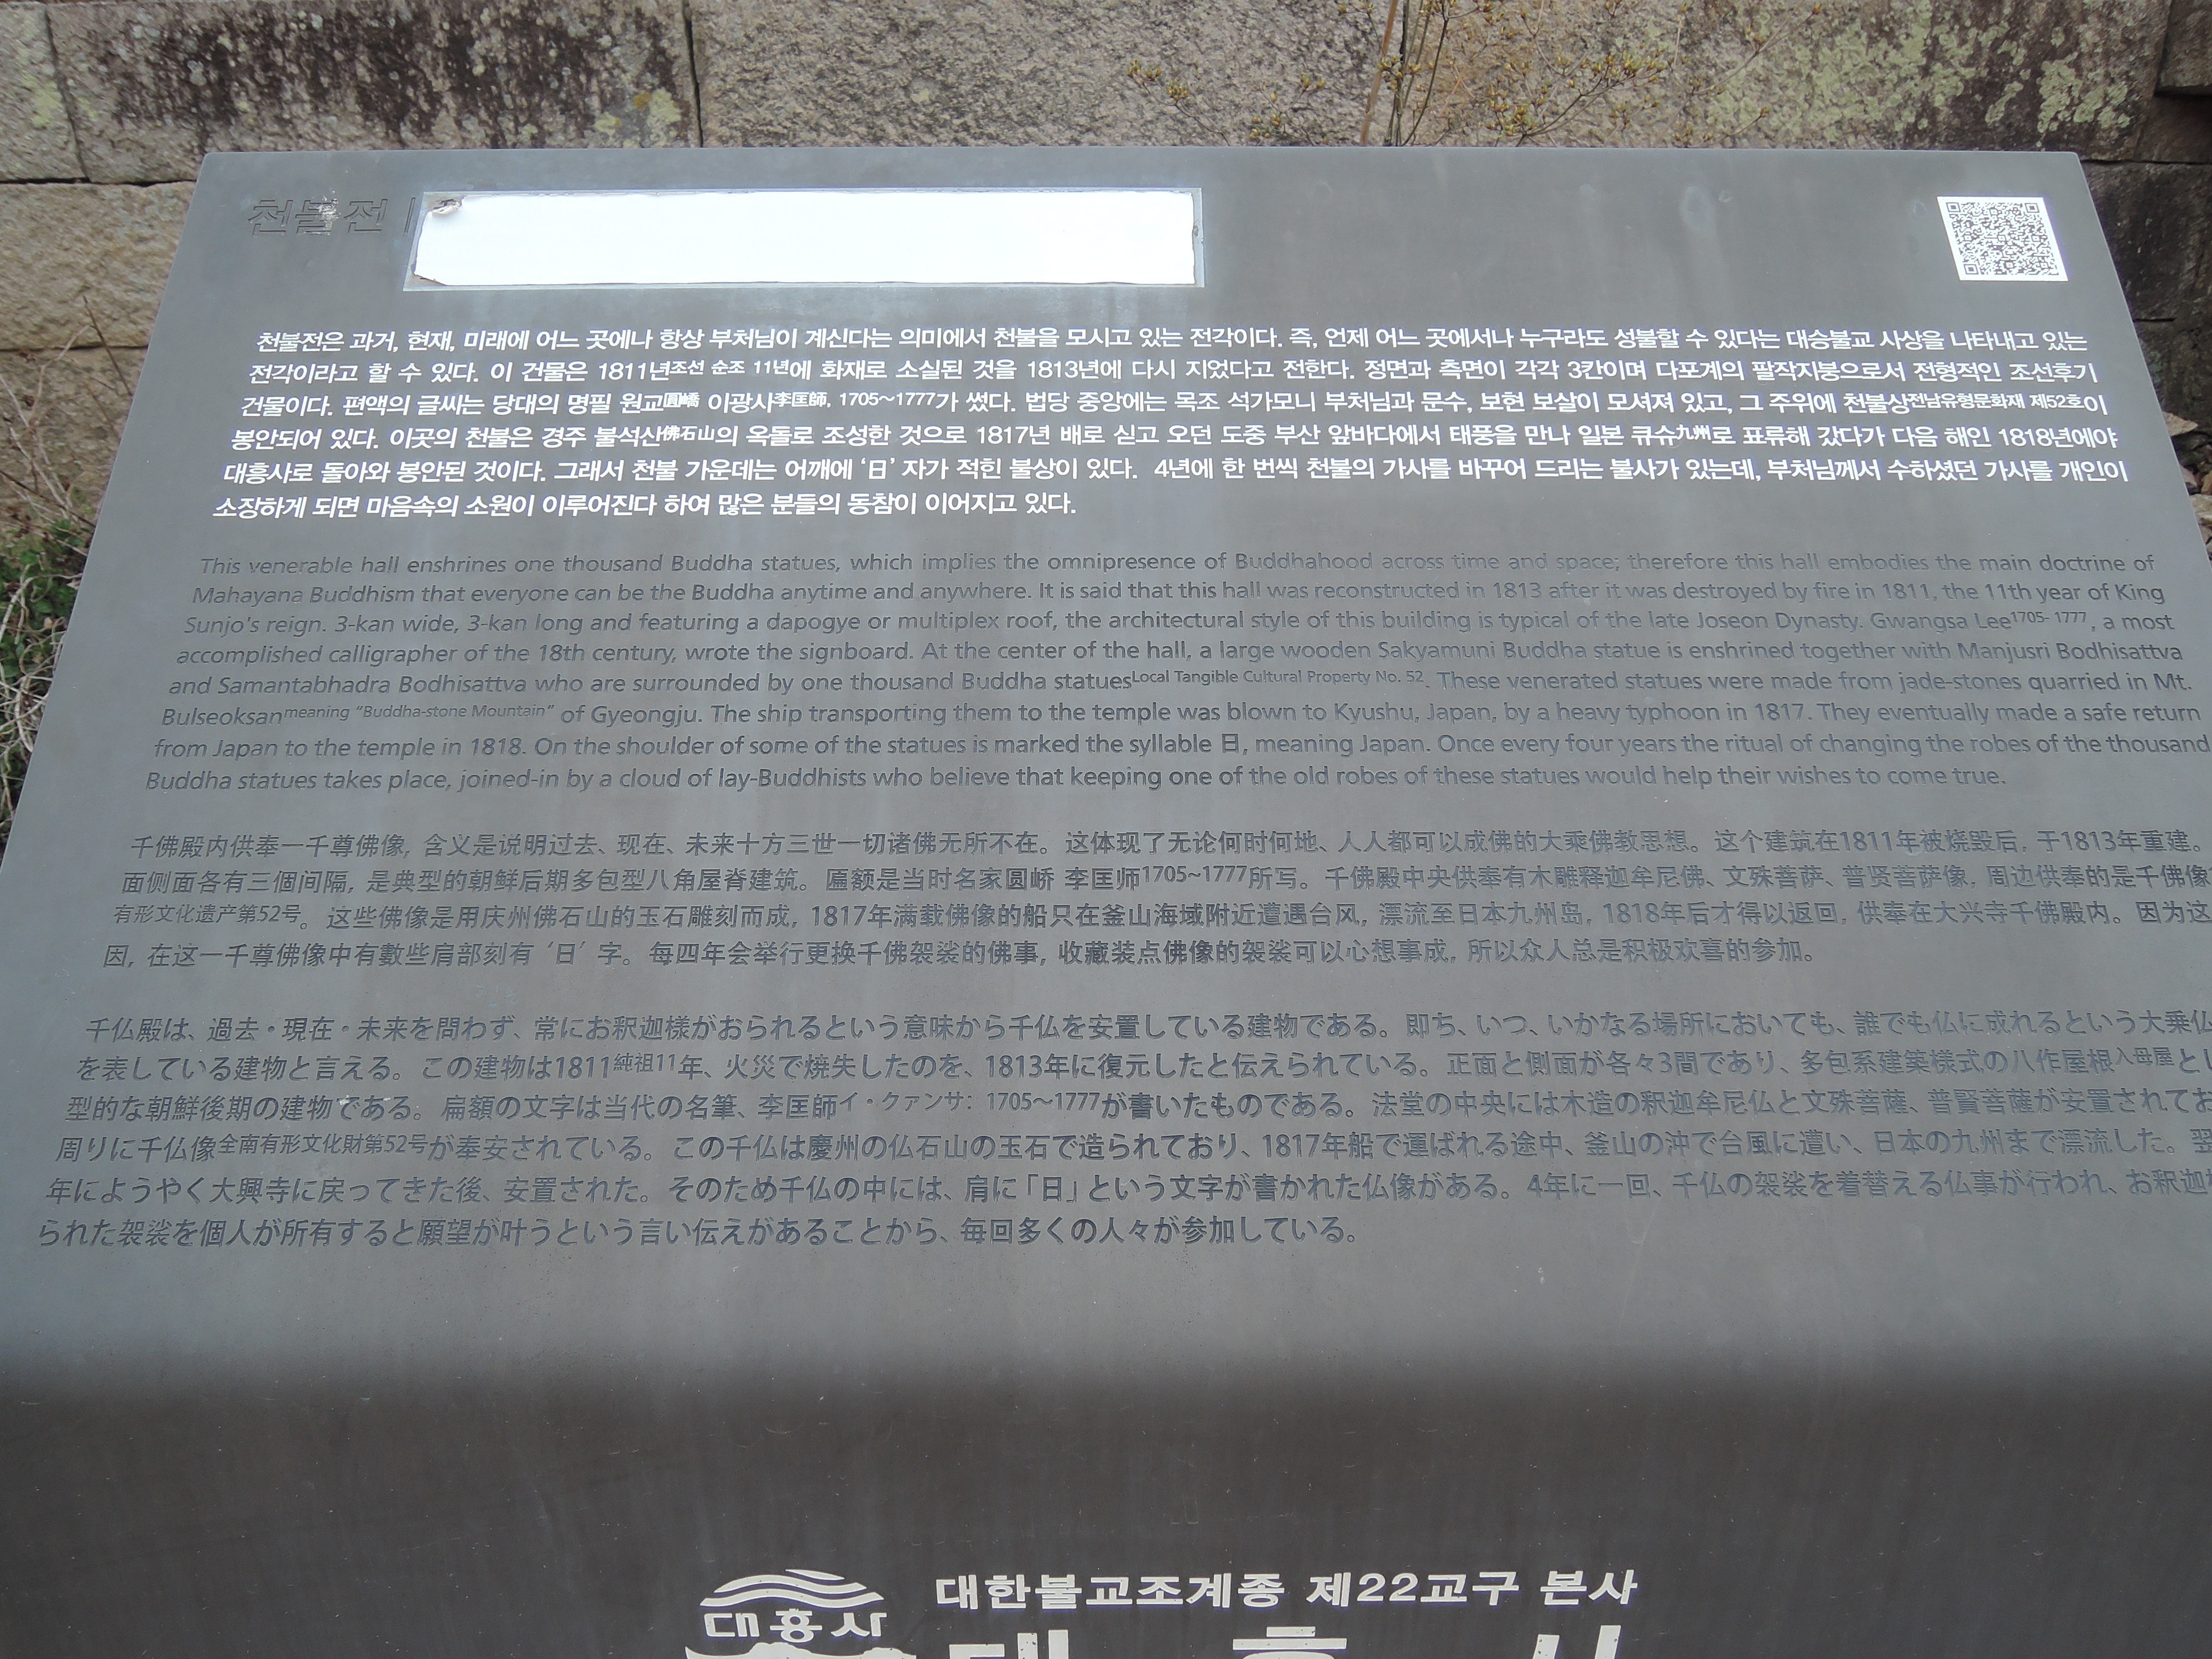 천불전 |
천불전은 과거, 현재, 미래에 어느 곳에나 항상 부처님이 계신다는 의미에서 천불을 모시고 있는 전각이다. 즉, 언제 어느 곳에서나 누구라도 성불할 수 있다는 대승불교 사상을 나타내고 있는
전각이라고 할 수 있다. 이 건물은 1811년조선 순조 11년에 화재로 소실된 것을 1813년에 다시 지었다고 전한다. 정면과 측면이 각각 3칸이며 다포계의 팔작지붕으로서 전형적인 조선후기
건물이다. 편액의 글씨는 당대의 명필 원교圓嶠 이광사李匡師, 1705~1777가 썼다. 법당 중앙에는 목조 석가모니 부처님과 문수, 보현 보살이 모셔져 있고, 그 주위에 천불상전남유형문화재 제52호이
봉안되어 있다. 이곳의 천불은 경주 불석산佛石山의 옥돌로 조성한 것으로 1817년 배로 싣고 오던 도중 부산 앞바다에서 태풍을 만나 일본 큐슈九州로 표류해 갔다가 다음 해인 1818년에야
대흥사로 돌아와 봉안된 것이다. 그래서 천불 가운데는 어깨에 ‘日’ 자가 적힌 불상이 있다. 4년에 한 번씩 천불의 가사를 바꾸어 드리는 불사가 있는데, 부처님께서 수하셨던 가사를 개인이
소장하게 되면 마음속의 소원이 이루어진다 하여 많은 분들의 동참이 이어지고 있다.
This venerable hall enshrines one thousand Buddha statues, which implies the omnipresence of Buddhahood across time and space; therefore this hall embodies the main doctrine of
Mahayana Buddhism that everyone can be the Buddha anytime and anywhere. It is said that this hall was reconstructed in 1813 after it was destroyed by fire in 1811, the 11th year of King
Sunjo's reign. 3-kan wide, 3-kan long and featuring a dapogye or multiplex roof, the architectural style of this building is typical of the late Joseon Dynasty. Gwangsa Lee1705- 1777, a most
accomplished calligrapher of the 18th century, wrote the signboard. At the center of the hall, a large wooden Sakyamuni Buddha statue is enshrined together with Manjusri Bodhisattva
and Samantabhadra Bodhisattva who are surrounded by one thousand Buddha statuesLocal Tangible Cultural Property No. 52. These venerated statues were made from jade-stones quarried in Mt.
Bulseoksanmeaning “Buddha-stone Mountain” of Gyeongju. The ship transporting them to the temple was blown to Kyushu, Japan, by a heavy typhoon in 1817. They eventually made a safe return
from Japan to the temple in 1818. On the shoulder of some of the statues is marked the syllable 日, meaning Japan. Once every four years the ritual of changing the robes of the thousand
Buddha statues takes place, joined-in by a cloud of lay-Buddhists who believe that keeping one of the old robes of these statues would help their wishes to come true.
千佛殿内供奉一千尊佛像, 含义是说明过去、现在、未来十方三世一切诸佛无所不在。这体现了无论何时何地、人人都可以成佛的大乘佛教思想。这个建筑在1811年被烧毁后, 于1813年重建。
面侧面各有三個间隔, 是典型的朝鲜后期多包型八角屋脊建筑。匾额是当时名家圆峤 李匡师1705~1777所写。千佛殿中央供奉有木雕释迦牟尼佛、文殊菩萨、普贤菩萨像, 周边供奉的是千佛像
有形文化遗产第52号。这些佛像是用庆州佛石山的玉石雕刻而成, 1817年满载佛像的船只在釜山海域附近遭遇台风, 漂流至日本九州岛, 1818年后才得以返回, 供奉在大兴寺千佛殿内。因为这
因, 在这一千尊佛像中有數些肩部刻有 ‘日’ 字。每四年会举行更换千佛袈裟的佛事, 收藏装点佛像的袈裟可以心想事成, 所以众人总是积极欢喜的参加。
千仏殿は、過去・現在・未来を問わず、常にお釈迦様がおられるという意味から千仏を安置している建物である。即ち、いつ、いかなる場所においても、誰でも仏に成れるという大乗仏
を表している建物と言える。この建物は1811純祖11年、火災で焼失したのを、1813年に復元したと伝えられている。正面と側面が各々3間であり、多包系建築様式の八作屋根入母屋とし
型的な朝鮮後期の建物である。扁額の文字は当代の名筆、李匡師イ・クァンサ: 1705~1777が書いたものである。法堂の中央には木造の釈迦牟尼仏と文殊菩薩、普賢菩薩が安置されてお
周りに千仏像全南有形文化財第52号が奉安されている。この千仏は慶州の仏石山の玉石で造られており、1817年船で運ばれる途中、釜山の沖で台風に遭い、日本の九州まで漂流した。翌
年にようやく大興寺に戻ってきた後、安置された。そのため千仏の中には、肩に「日」という文字が書かれた仏像がある。4年に一回、千仏の袈裟を着替える仏事が行われ、お釈迦
られた袈裟を個人が所有すると願望が叶うという言い伝えがあることから、毎回多くの人々が参加している。
대흥사
대한불교조계종 제22교구 본사